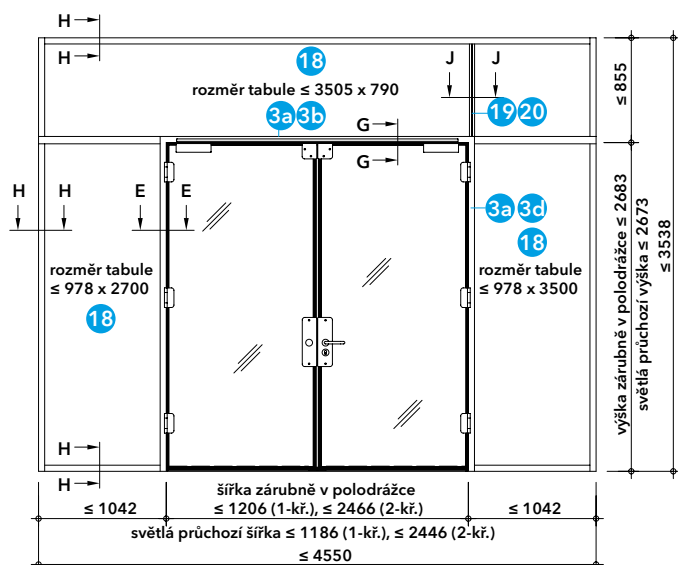 H
H
18
J J
rozměr tabule ≤ 3505 x 790
3a 3b
19 20
G
G
≤ 855
H H
E E
3a 3d
18
rozměr tabule
≤ 978 x 2700
18
rozměr tabule
≤ 978 x 3500
výška zárubně v polodrážce ≤ 2683
světlá průchozí výška ≤ 2673
≤ 3538
H
H
šířka zárubně v polodrážce
≤ 1042
≤ 1206 (1-kř.), ≤ 2466 (2-kř.)
≤ 1042
světlá průchozí šířka ≤ 1186 (1-kř.), ≤ 2446 (2-kř.)
≤ 4550